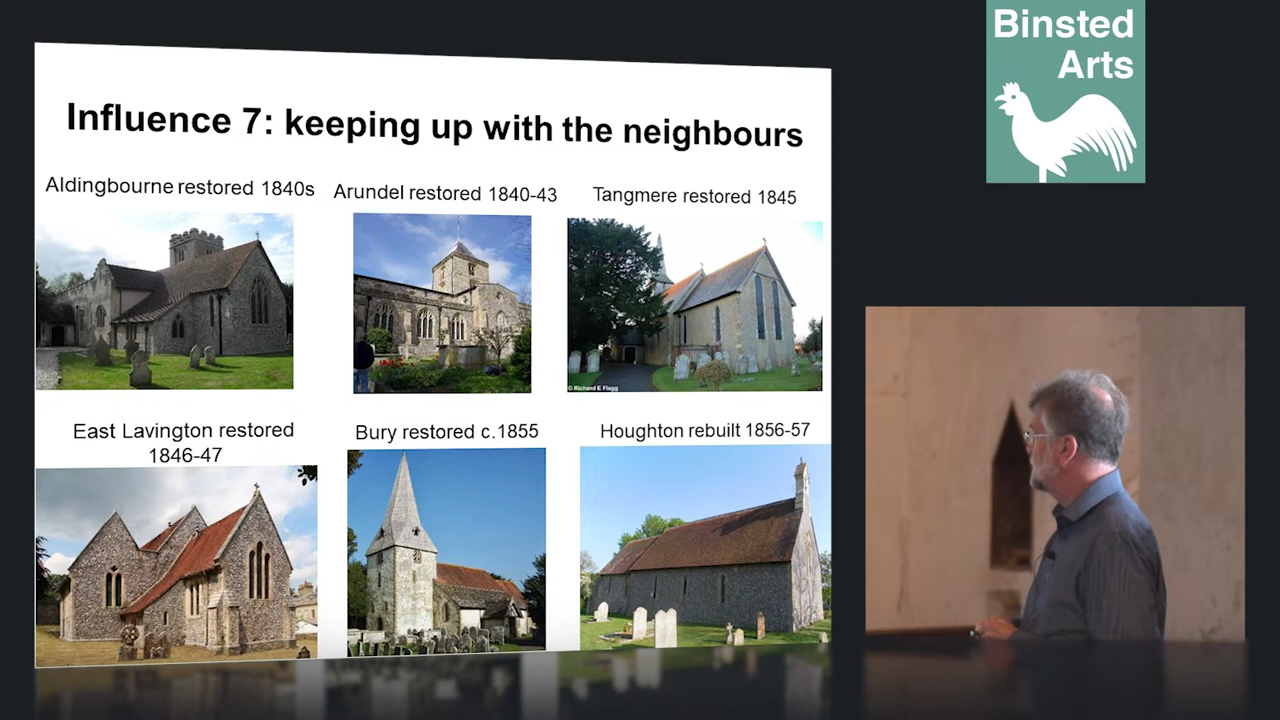 Binsted
Arts
Influence 7: keeping up with the neighbours
Aldingbourne restored 1840s
Arundel restored 1840-43
Tangmere restored 1845
© Richard E Flagg
East Lavington restored
1846-47
Bury restored c.1855
Houghton rebuilt 1856-57